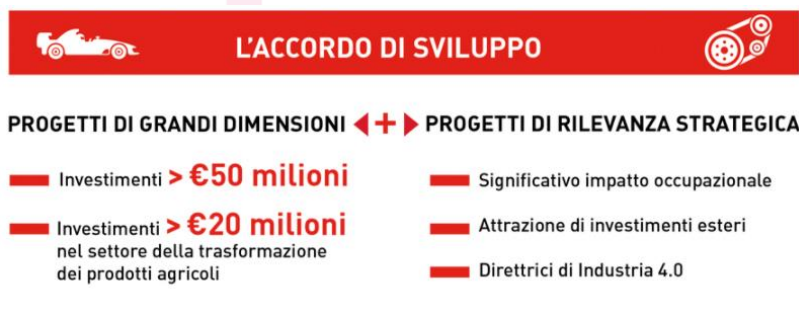 L'ACCORDO DI SVILUPPO
PROGETTI DI GRANDI DIMENSIONI + PROGETTI DI RILEVANZA STRATEGICA
Investimenti > €50 milioni
Investimenti > €20 milioni
nel settore della trasformazione
dei prodotti agricoli
Significativo impatto occupazionale
Attrazione di investimenti esteri
Direttrici di Industria 4.0